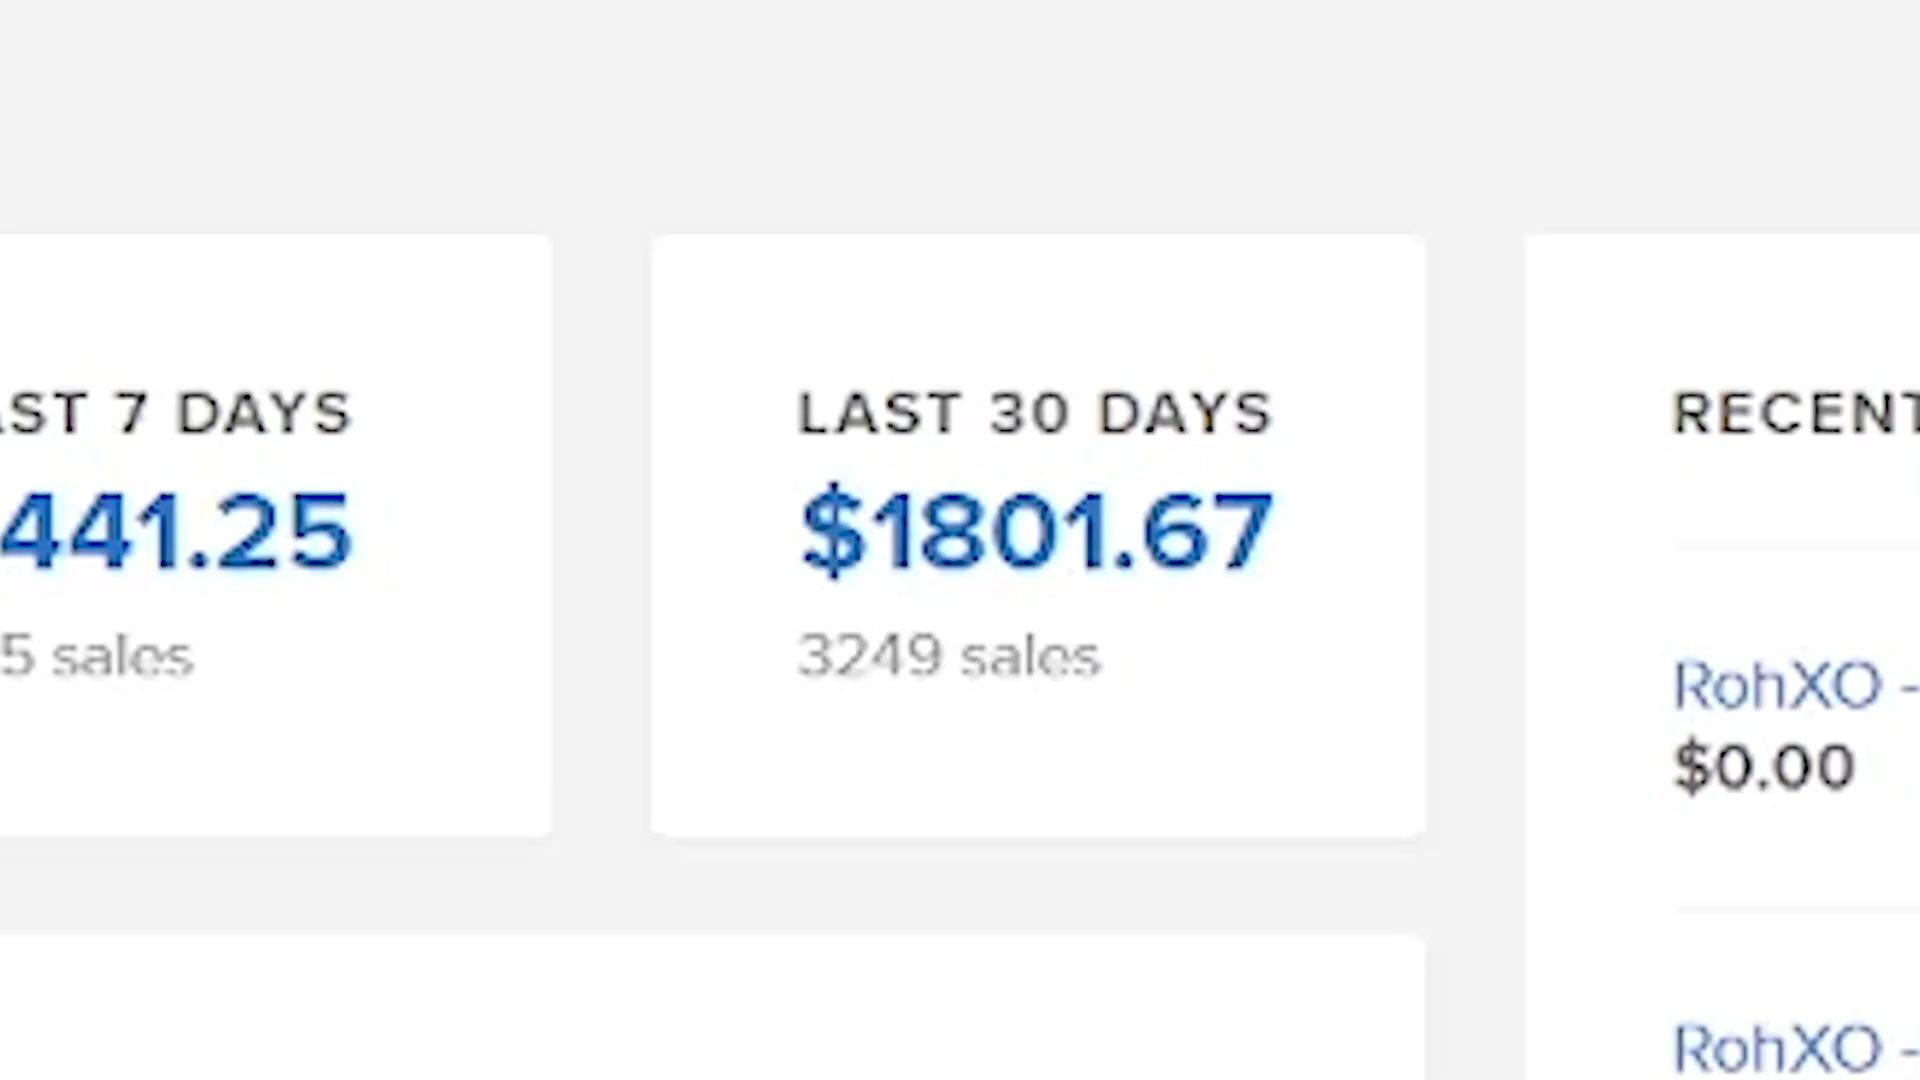 AST 7 DAYS
441.25
5 sales
LAST 30 DAYS
$1801.67
3249 sales
RECENT
RohXO -
$0.00
RohXO -